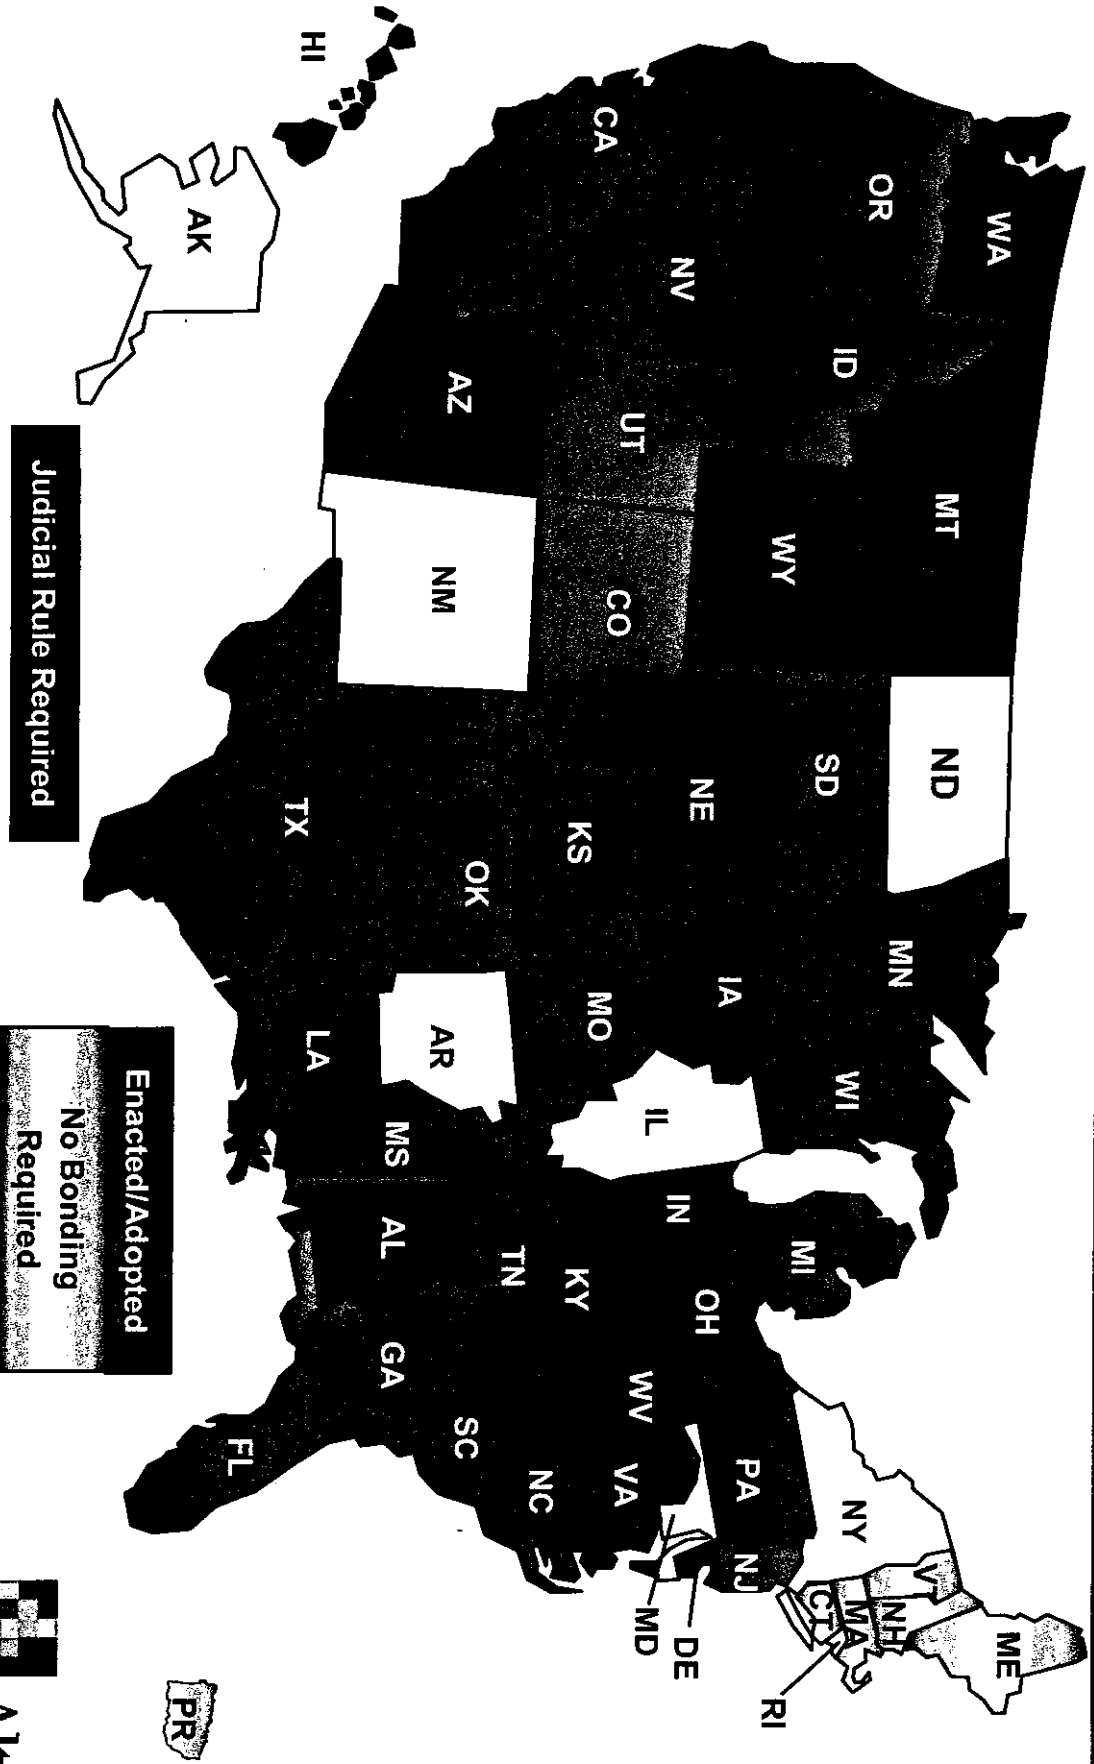 WA
OR
CA
NV
ID
MT
WY
UT
AZ
CO
NM
ND
SD
NE
KS
OK
TX
MN
IA
MO
AR
LA
WI
IL
MS
MI
IN
OH
KY
TN
AL
GA
FL
SC
NC
VA
WV
PA
NY
NJ
VT
NH
ME
MA
CT
RI
DE
MD
HI
AK
PR
Judicial Rule Required
Enacted/Adopted
No Bonding
Required